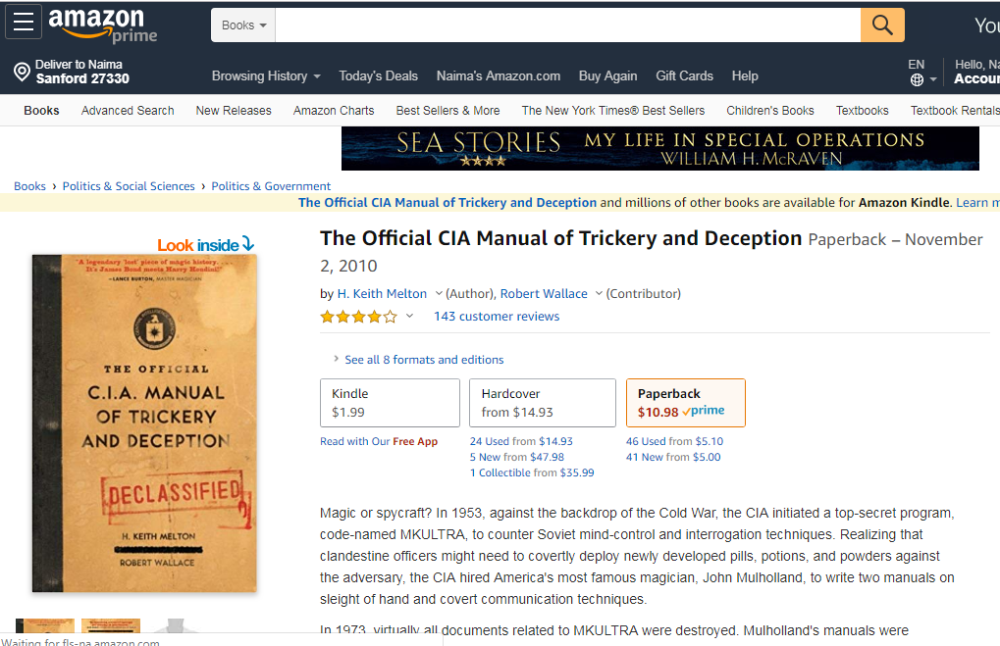 amazon
prime
Books
You
Deliver to Naima
Sanford 27330
Browsing History
Today's Deals
Naima's Amazon.com
Buy Again
Gift Cards
Help
EN
Hello, Na
Accoun
Books
Advanced Search
New Releases
Amazon Charts
Best Sellers & More
The New York Times® Best Sellers
Children's Books
Textbooks
Textbook Rentals
SEA STORIES
MY LIFE IN SPECIAL OPERATIONS
WILLIAM H. McRAVEN
Books › Politics & Social Sciences › Politics & Government
The Official CIA Manual of Trickery and Deception and millions of other books are available for Amazon Kindle. Learn m
Look inside
"A legendary 'lost' piece of magic history. . . .
It's James Bond meets Harry Houdini!"
—LANCE BURTON, MASTER MAGICIAN
THE OFFICIAL
C.I.A. MANUAL
OF TRICKERY
AND DECEPTION
DECLASSIFIED
H. KEITH MELTON
ROBERT WALLACE
The Official CIA Manual of Trickery and Deception Paperback – November
2, 2010
by H. Keith Melton (Author), Robert Wallace (Contributor)
143 customer reviews
See all 8 formats and editions
Kindle
$1.99
Read with Our Free App
Hardcover
from $14.93
24 Used from $14.93
5 New from $47.98
1 Collectible from $35.99
Paperback
$10.98 prime
46 Used from $5.10
41 New from $5.00
Magic or spycraft? In 1953, against the backdrop of the Cold War, the CIA initiated a top-secret program,
code-named MKULTRA, to counter Soviet mind-control and interrogation techniques. Realizing that
clandestine officers might need to covertly deploy newly developed pills, potions, and powders against
the adversary, the CIA hired America's most famous magician, John Mulholland, to write two manuals on
sleight of hand and covert communication techniques.
In 1973, virtually all documents related to MKULTRA were destroyed. Mulholland's manuals were
Waiting for fls-na.amazon.com